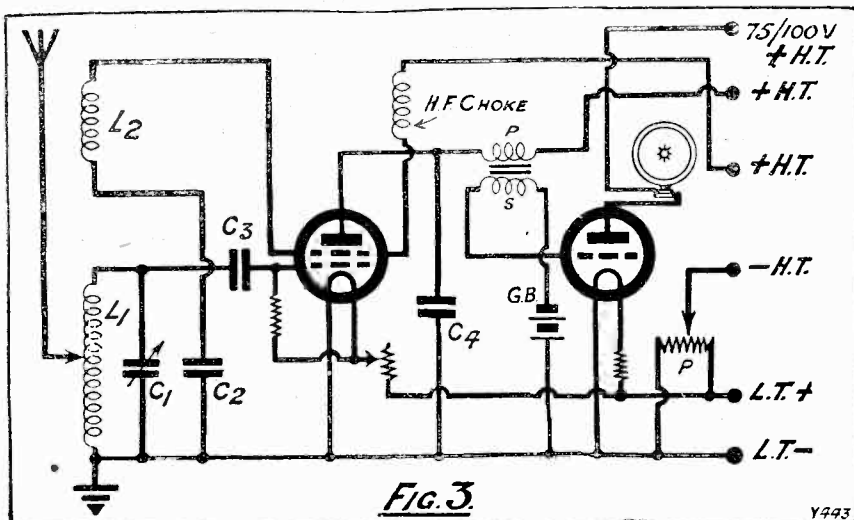 75/100V
+ H.T.
+ H.T.
+ H.T.
H.F. CHOKE
P
S
L2
L1
C3
C1
C2
C4
G.B.
- H.T.
P
L.T. +
L.T. -
FIG. 3.
Y443